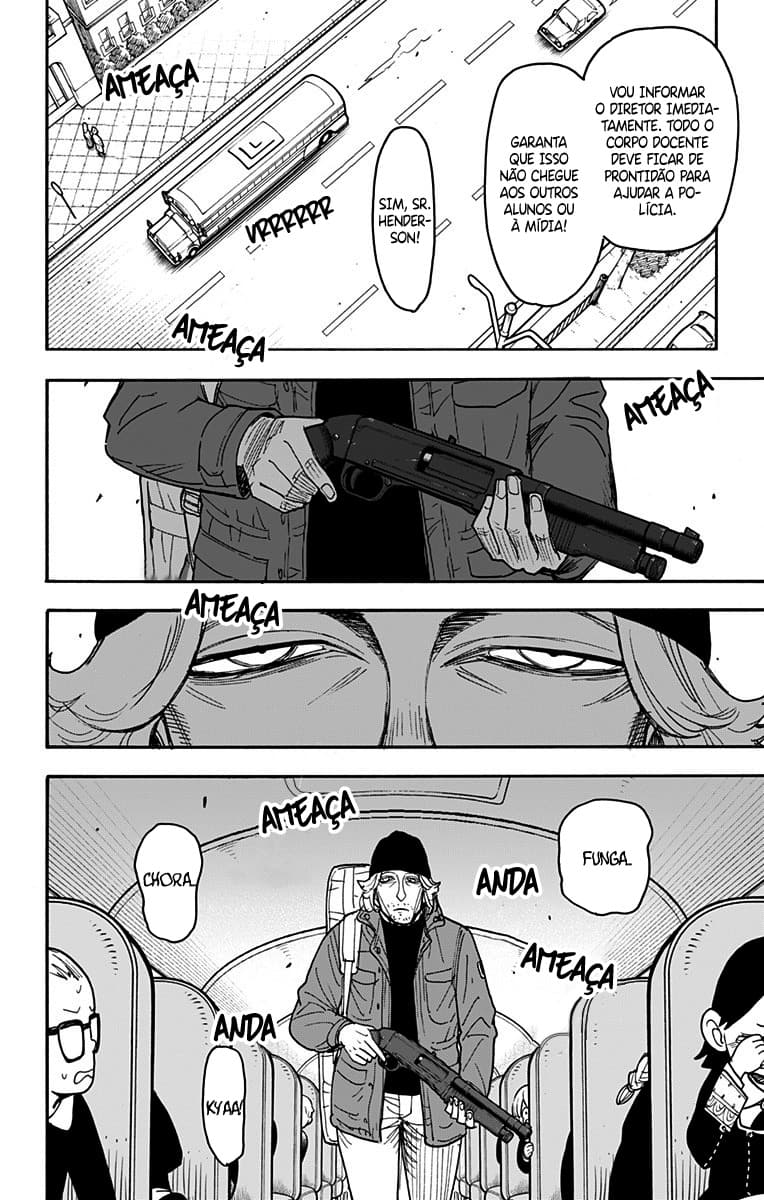 AMEAÇA
VOU INFORMAR
O DIRETOR IMEDIA-
TAMENTE. TODO O
CORPO DOCENTE
DEVE FICAR DE
PRONTIDÃO PARA
AJUDAR A PO-
LÍCIA.
GARANTA
QUE ISSO
NÃO CHEGUE
AOS OUTROS
ALUNOS OU
À MÍDIA!
SIM, SR.
HENDER-
SON!
VRRRRRR
AMEAÇA
AMEAÇA
AMEAÇA
AMEAÇA
FUNGA..
CHORA..
ANDA
AMEAÇA
ANDA
KYAA!